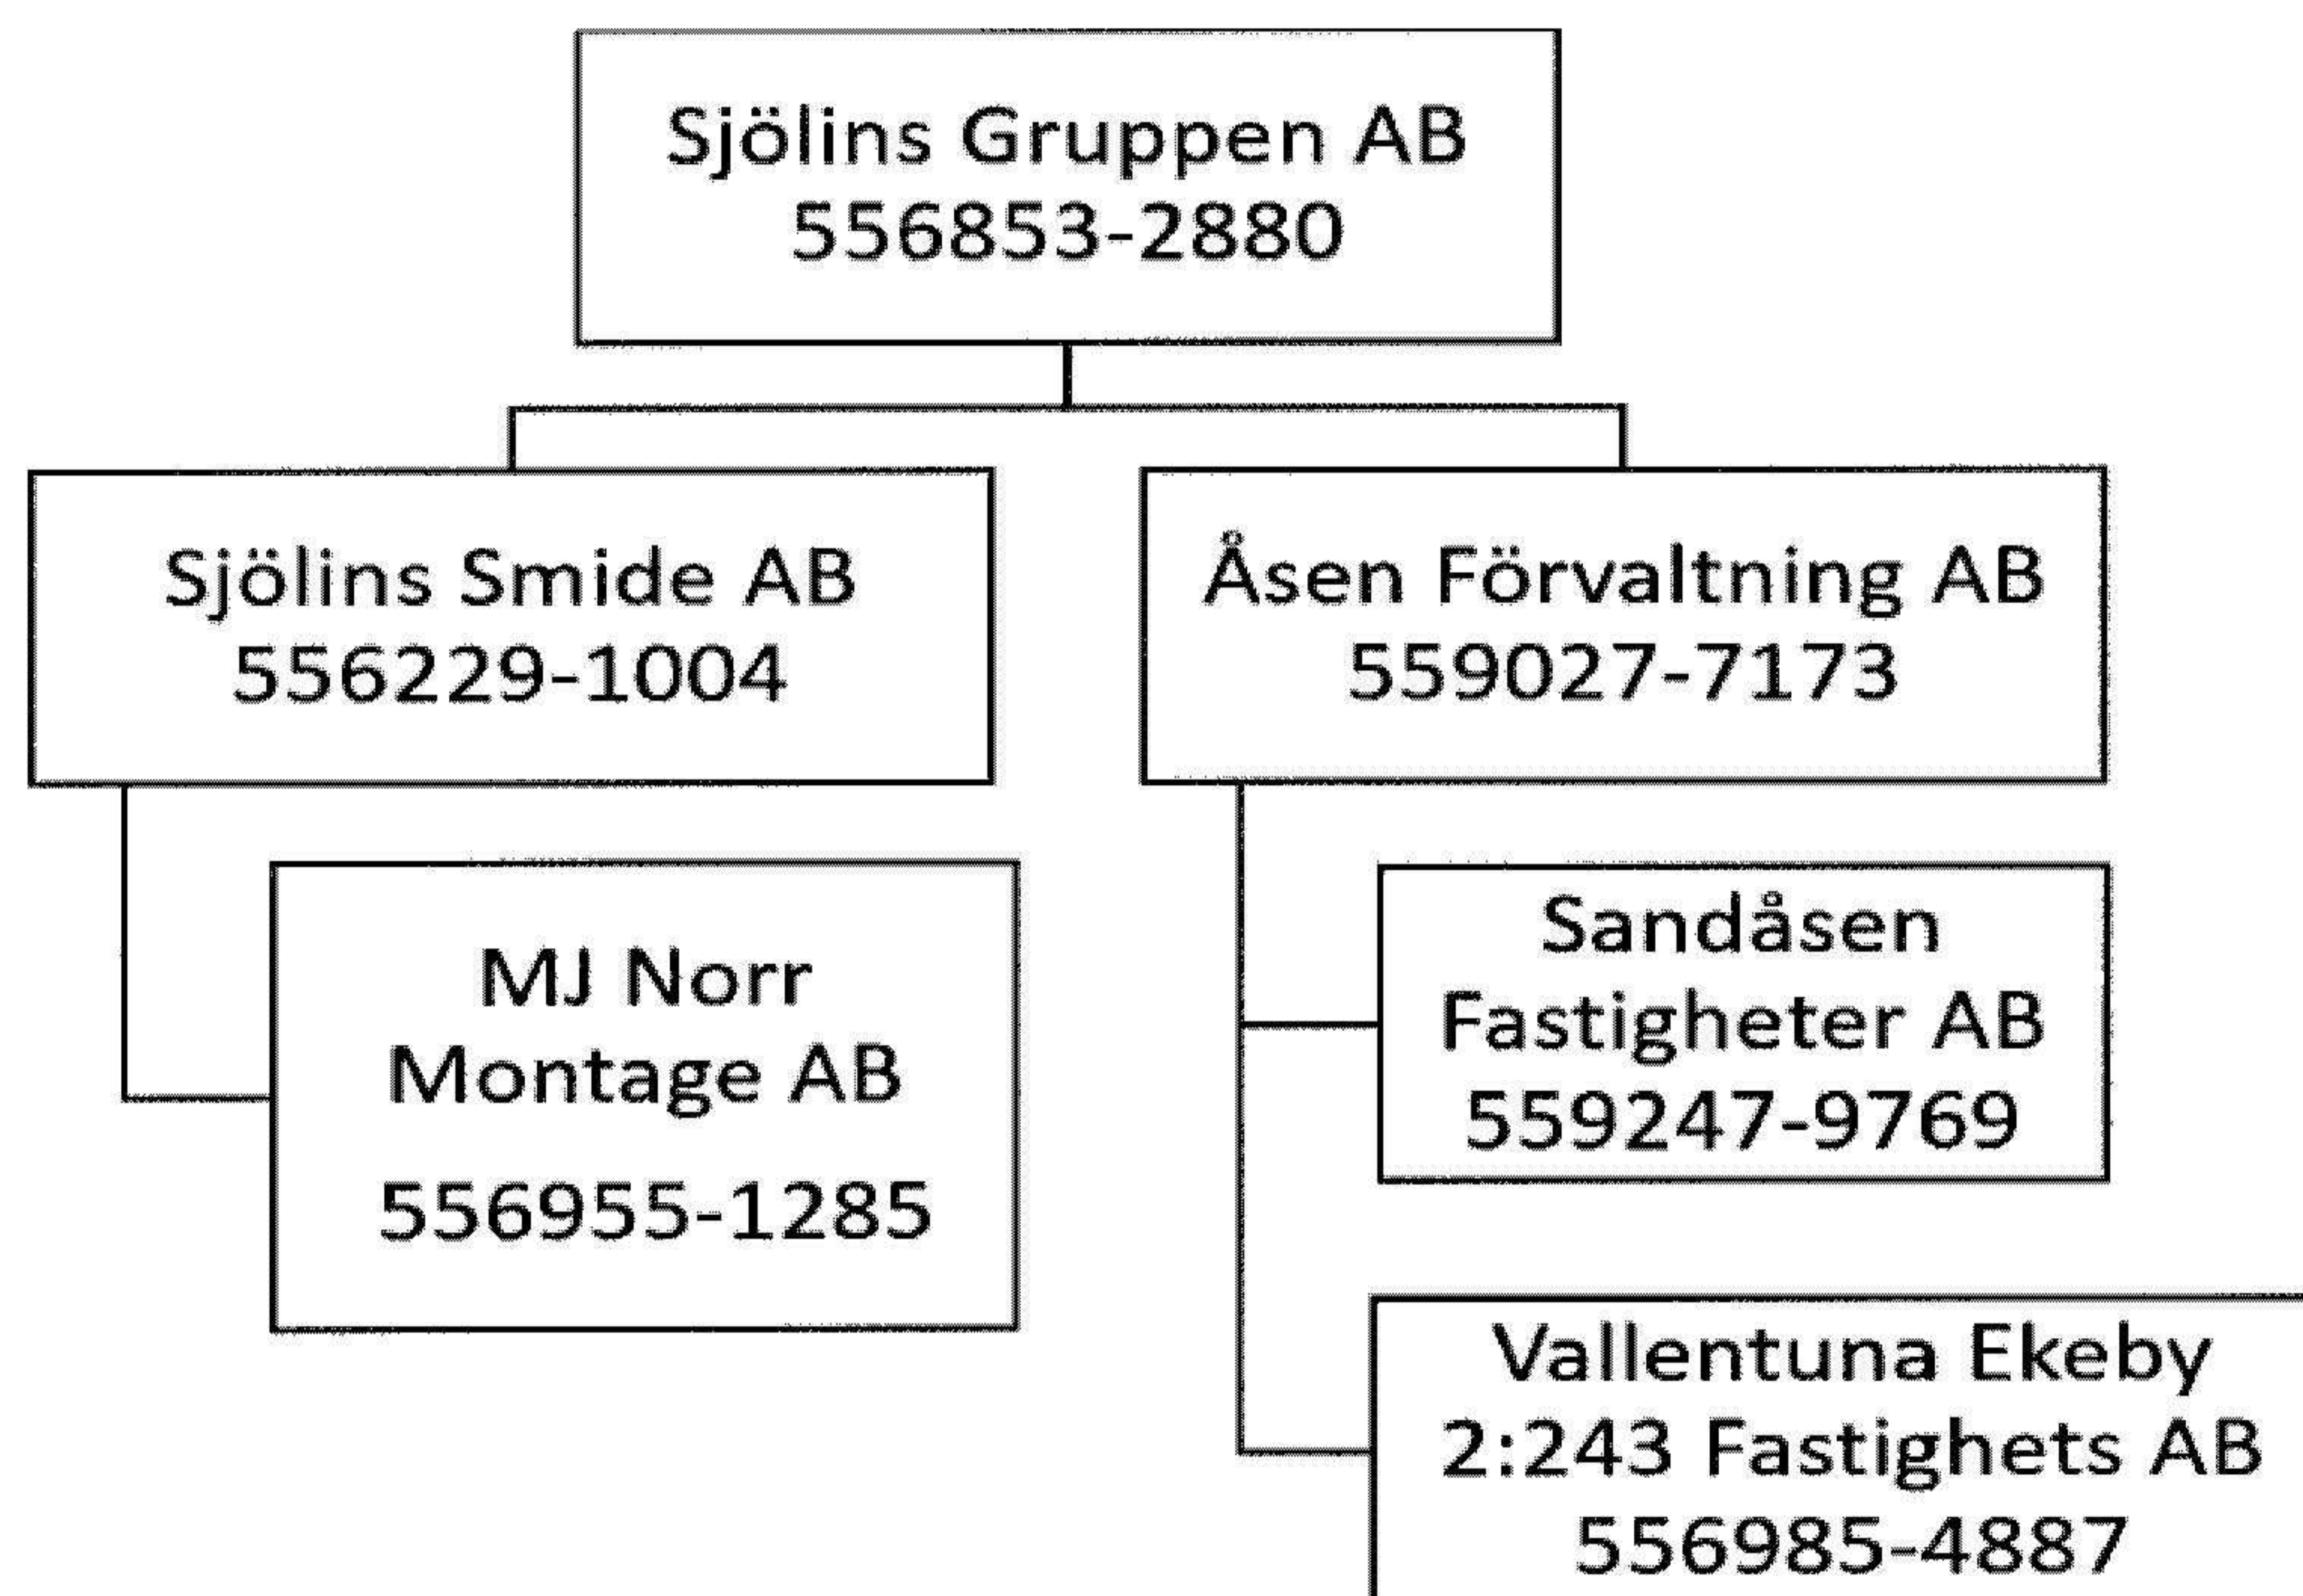 Sjölins Gruppen AB
556853-2880
Sjölins Smide AB
556229-1004
Åsen Förvaltning AB
559027-7173
MJ Norr
Montage AB
556955-1285
Sandåsen
Fastigheter AB
559247-9769
Vallentuna Ekeby
2:243 Fastighets AB
556985-4887